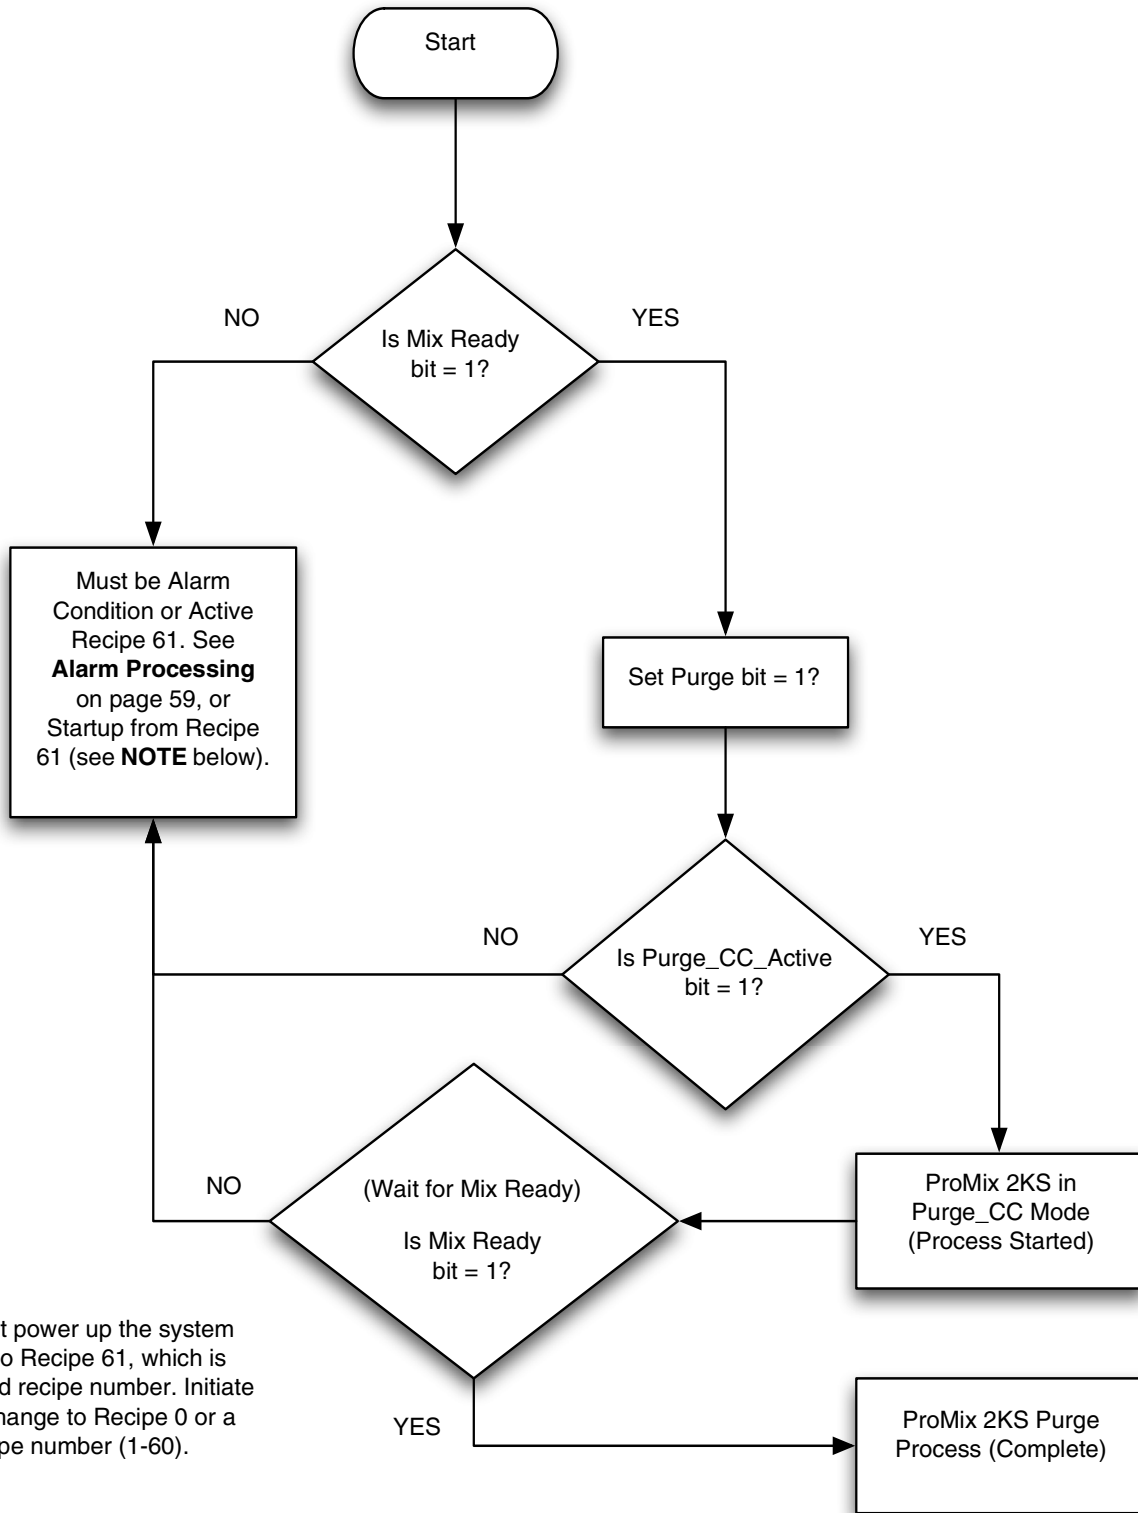 Start
Is Mix Ready
bit = 1?
NO
YES
Must be Alarm
Condition or Active
Recipe 61. See
Alarm Processing
on page 59, or
Startup from Recipe
61 (see NOTE below).
Set Purge bit = 1?
Is Purge_CC_Active
bit = 1?
NO
YES
ProMix 2KS in
Purge_CC Mode
(Process Started)
(Wait for Mix Ready)
Is Mix Ready
bit = 1?
NO
YES
ProMix 2KS Purge
Process (Complete)
power up the system
Recipe 61, which is
recipe number. Initiate
to Recipe 0 or a
number (1-60).